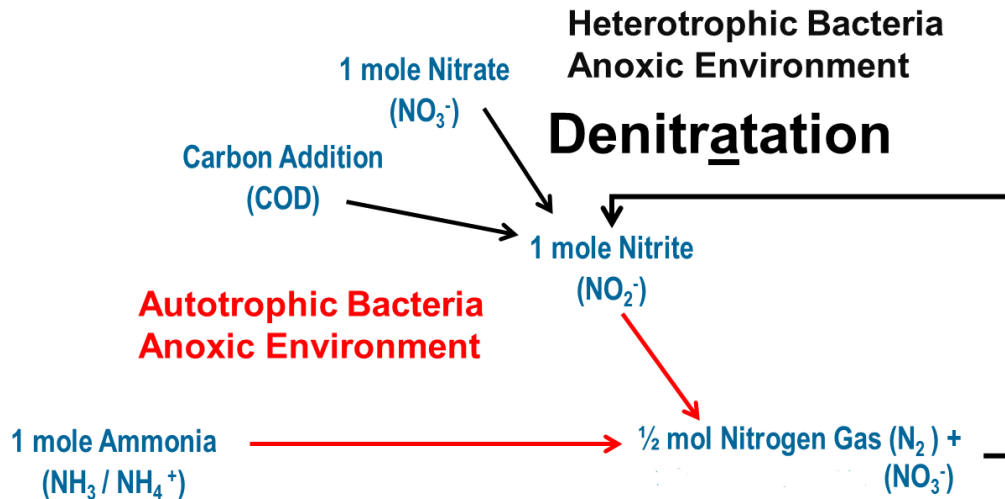 Heterotrophic Bacteria
Anoxic Environment
1 mole Nitrate
(NO₃⁻)
Denitratation
Carbon Addition
(COD)
1 mole Nitrite
(NO₂⁻)
Autotrophic Bacteria
Anoxic Environment
1 mole Ammonia
(NH₃ / NH₄⁺)
½ mol Nitrogen Gas (N₂ ) +
(NO₃⁻)